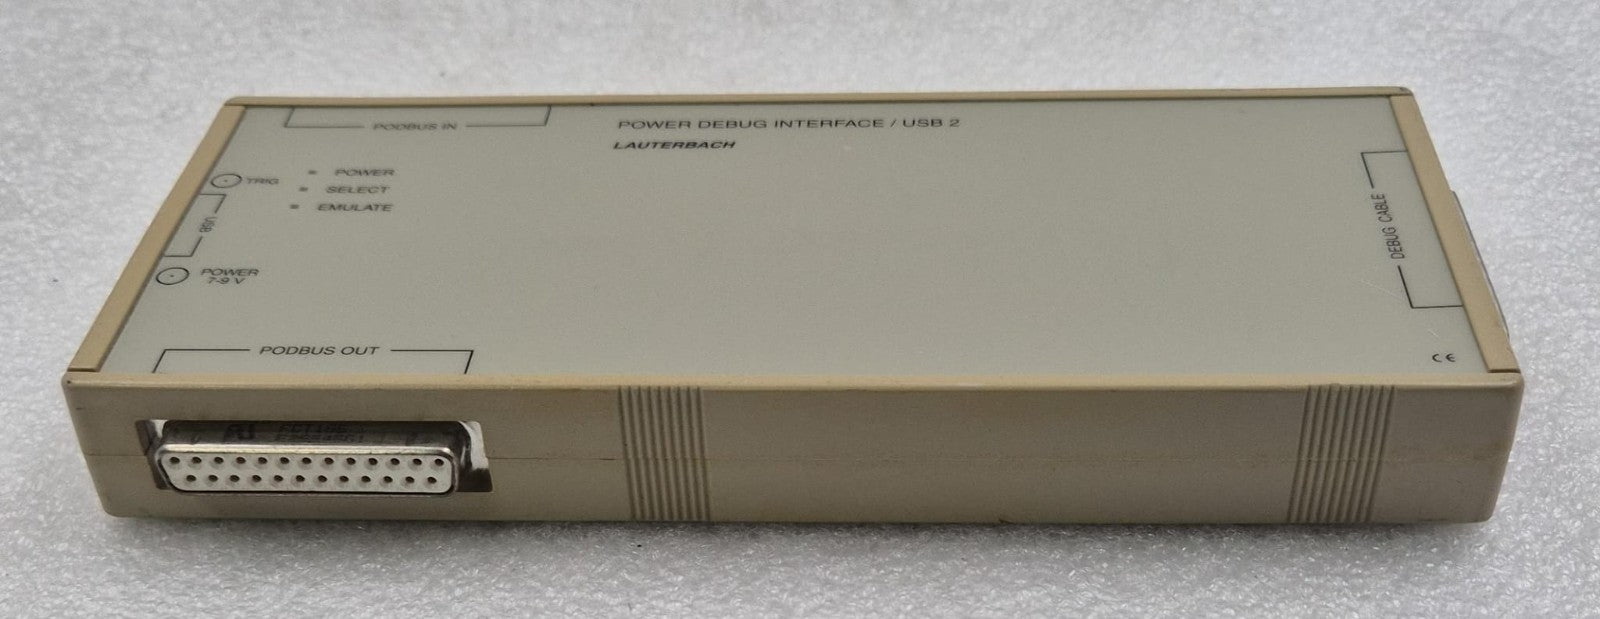 PODBUS IN
POWER DEBUG INTERFACE / USB 2
LAUTERBACH
TRIG
POWER
SELECT
EMULATE
USB
POWER
7-9 V
DEBUG CABLE
PODBUS OUT
CE